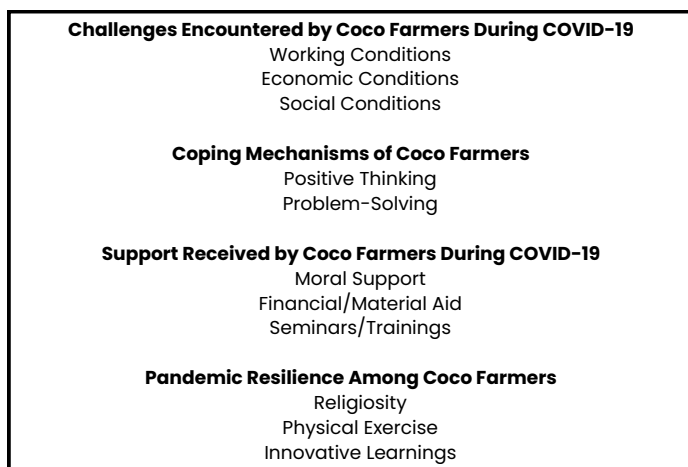 Challenges Encountered by Coco Farmers During COVID-19
Working Conditions
Economic Conditions
Social Conditions
Coping Mechanisms of Coco Farmers
Positive Thinking
Problem-Solving
Support Received by Coco Farmers During COVID-19
Moral Support
Financial/Material Aid
Seminars/Trainings
Pandemic Resilience Among Coco Farmers
Religiosity
Physical Exercise
Innovative Learnings